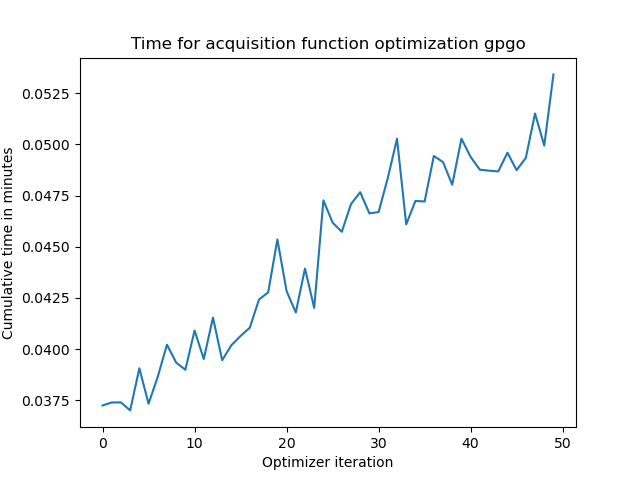 Time for acquisition function optimization gpgo
Cumulative time in minutes
0.0525
0.0500
0.0475
0.0450
0.0425
0.0400
0.0375
0 10 20 30 40 50
Optimizer iteration